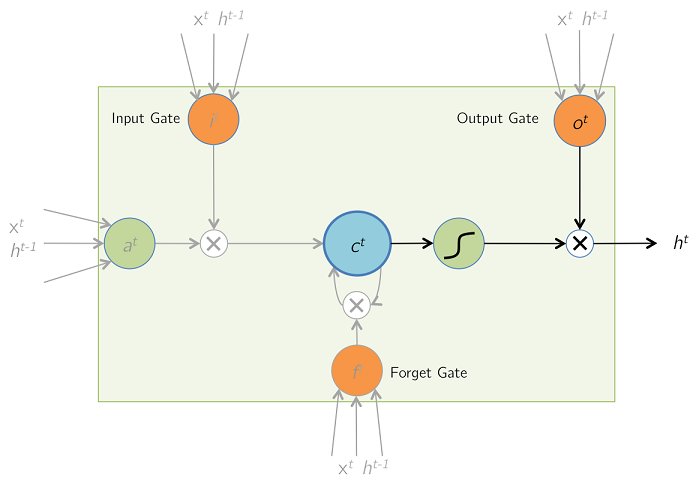 x^t h^{t-1}
x^t h^{t-1}
Input Gate
i
Output Gate
o^t
x^t
h^{t-1}
a^t
c^t
h^t
f
Forget Gate
x^t h^{t-1}